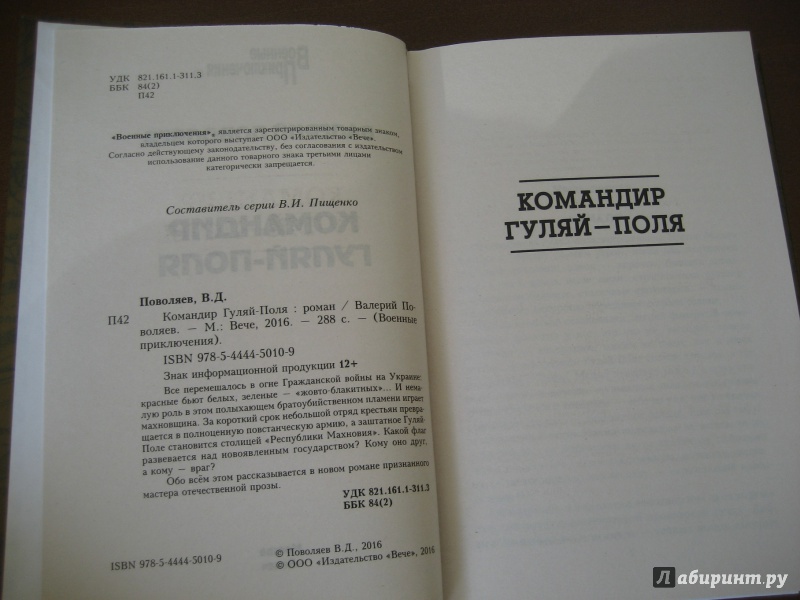 УДК 821.161.1-311.3
ББК 84(2)
П42
«Военные приключения», является зарегистрированным товарным знаком,
владельцем которого выступает ООО «Издательство «Вече».
Согласно действующему законодательству, без согласования с издательством
использование данного товарного знака третьими лицами
категорически запрещается.
Составитель серии В.И. Пищенко
Поволяев, В.Д.
П42 Командир Гуляй-Поля : роман / Валерий По-
воляев. — М.: Вече, 2016. — 288 с. — (Военные
приключения).
ISBN 978-5-4444-5010-9
Знак информационной продукции 12+
Все перемешалось в огне Гражданской войны на Украине:
красные бьют белых, зеленые — «жовто-блакитных»... И нема-
лую роль в этом полыхающем братоубийственном пламени играет
махновщина. За короткий срок небольшой отряд крестьян превра-
щается в полноценную повстанческую армию, а заштатное Гуляй-
Поле становится столицей «Республики Махновия». Какой флаг
развевается над новоявленным государством? Кому оно друг,
а кому — враг?
Обо всём этом рассказывается в новом романе признанного
мастера отечественной прозы.
УДК 821.161.1-311.3
ББК 84(2)
ISBN 978-5-4444-5010-9
© Поволяев В.Д., 2016
© ООО «Издательство «Вече», 2016
КОМАНДИР
ГУЛЯЙ–ПОЛЯ
Лабиринт.ру